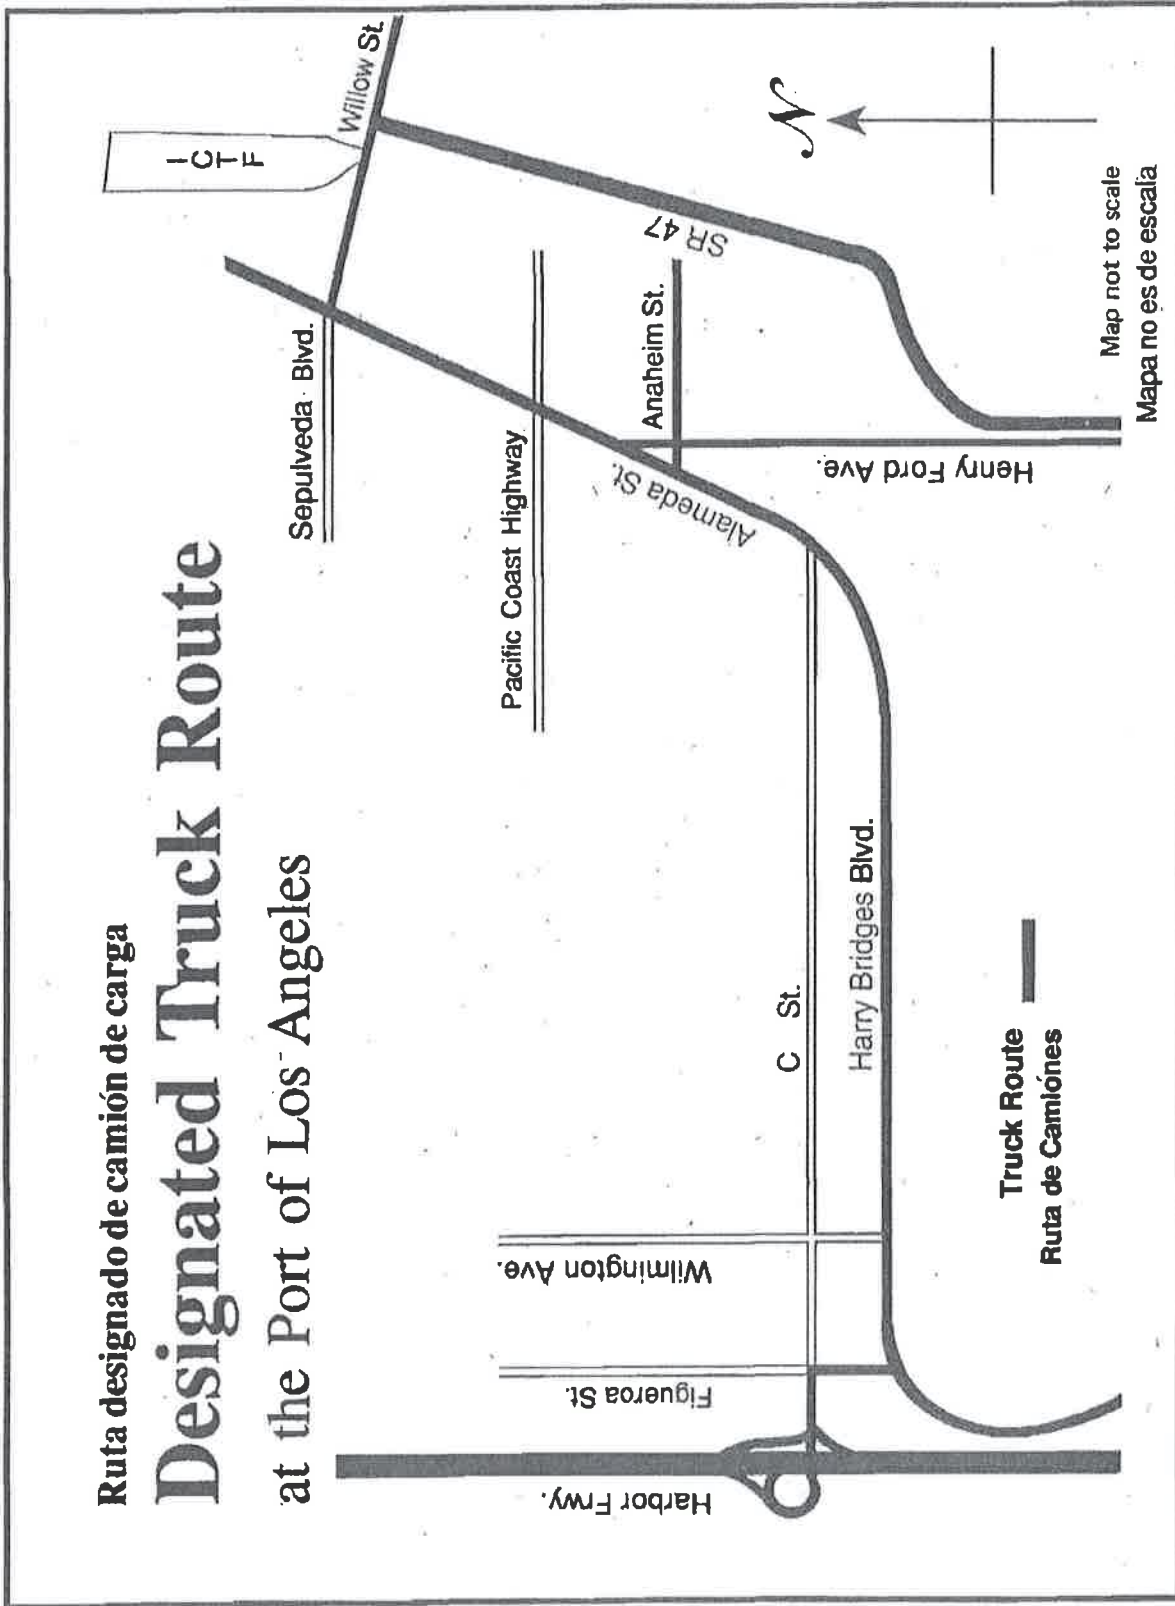 Ruta designado de camión de carga
Designated Truck Route
at the Port of Los Angeles
I
C
T
F
Willow St.
Sepulveda Blvd.
Pacific Coast Highway
SR 47
Anaheim St.
Alameda St.
Henry Ford Ave.
C St.
Harry Bridges Blvd.
Wilmington Ave.
Figueroa St.
Harbor Frwy.
N
Truck Route
Ruta de Camiónes
Map not to scale
Mapa no es de escala